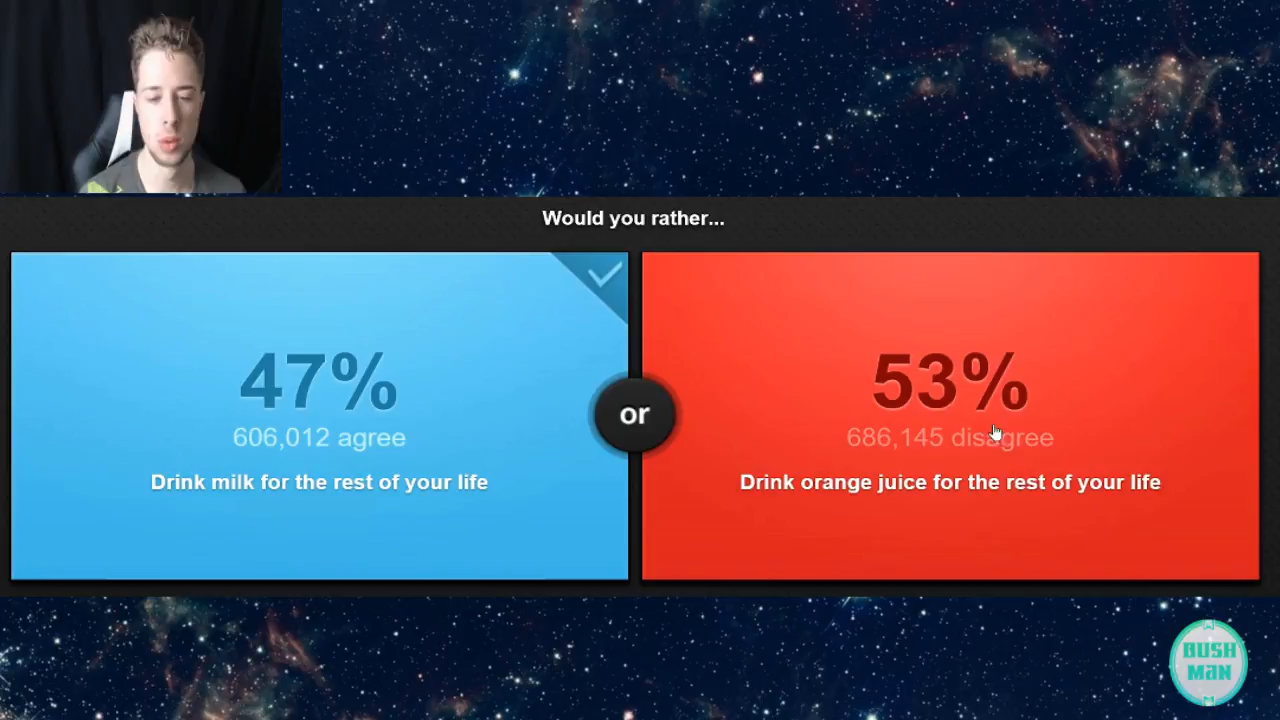 Would you rather...
47%
606,012 agree
Drink milk for the rest of your life
or
53%
686,145 disagree
Drink orange juice for the rest of your life
BUSH
MAN